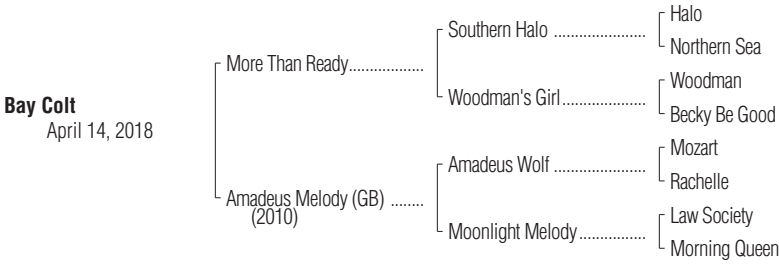 Halo
Southern Halo ......................
Northern Sea
More Than Ready..................
Woodman
Woodman's Girl....................
Becky Be Good
Bay Colt
April 14, 2018
Mozart
Amadeus Wolf ......................
Rachelle
Amadeus Melody (GB) ........
(2010)
Law Society
Moonlight Melody................
Morning Queen